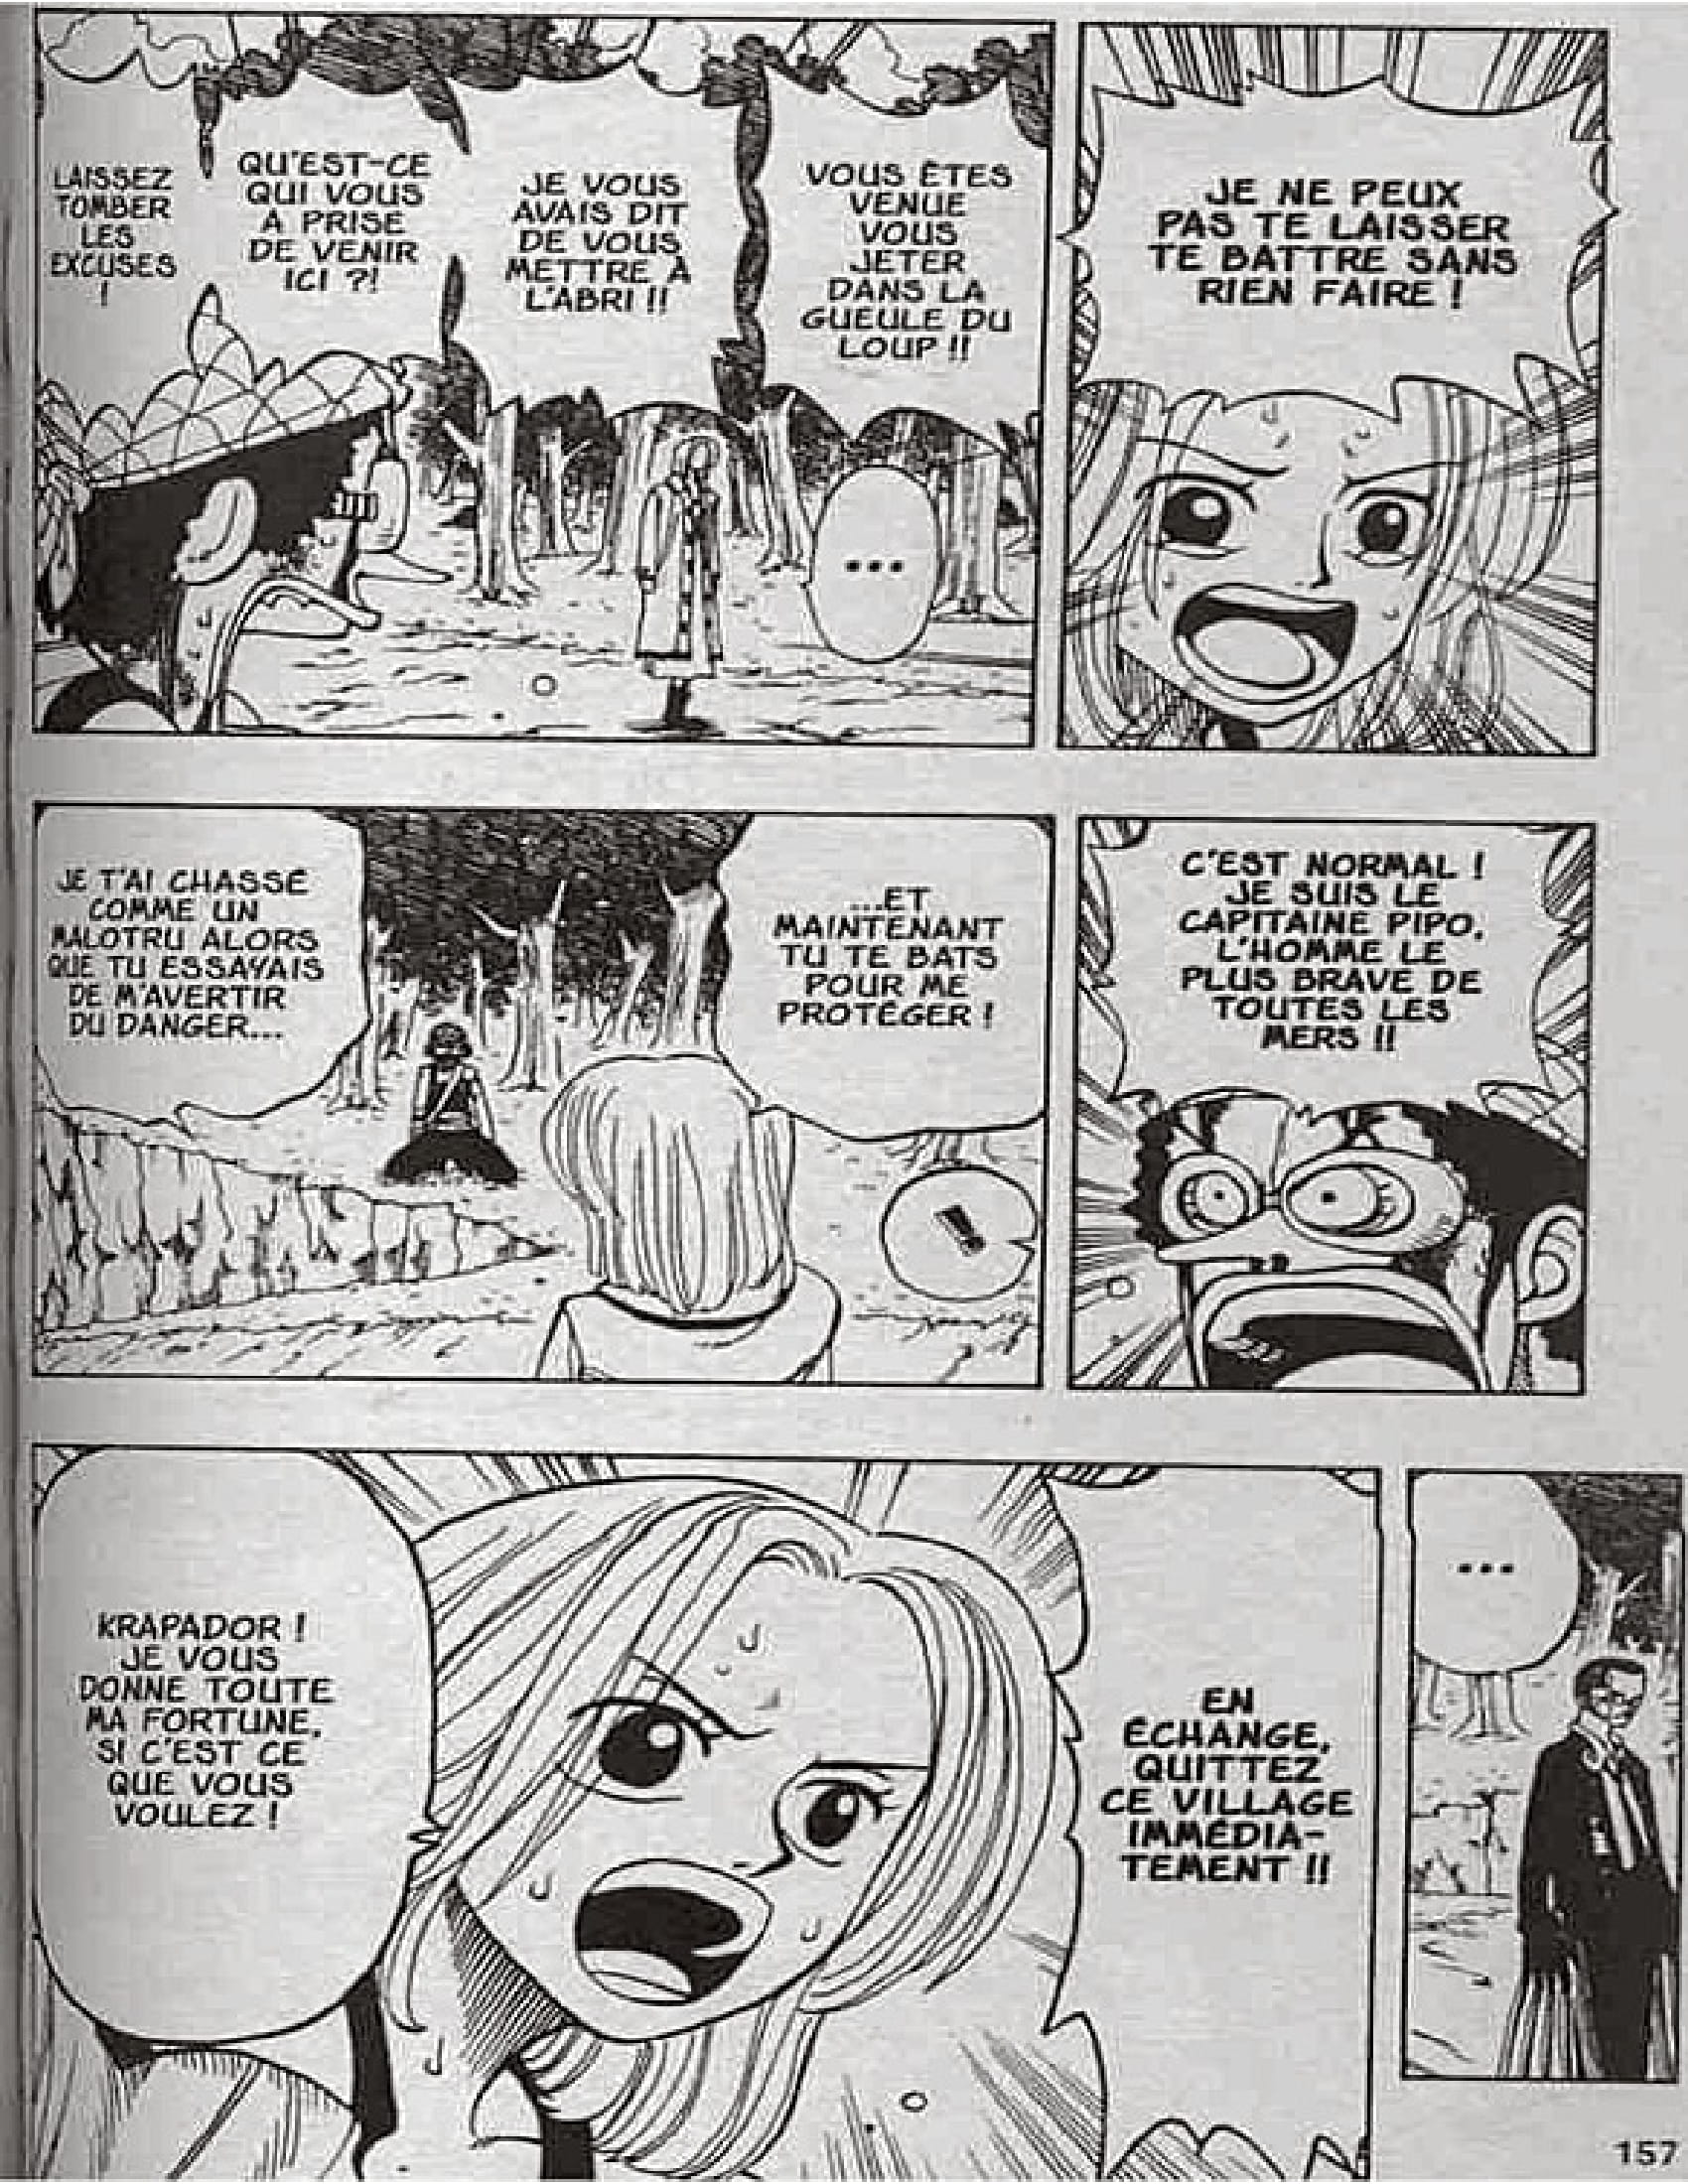 LAISSEZ
TOMBER
LES
EXCUSES
!
QU'EST-CE
QUI VOUS
A PRISE
DE VENIR
ICI ?!
JE VOUS
AVAIS DIT
DE VOUS
METTRE À
L'ABRI !!
VOUS ÊTES
VENUE
VOUS
JETER
DANS LA
GUEULE DU
LOUP !!
...
JE NE PEUX
PAS TE LAISSER
TE BATTRE SANS
RIEN FAIRE !
JE T'AI CHASSÉ
COMME UN
MALOTRU ALORS
QUE TU ESSAYAIS
DE M'AVERTIR
DU DANGER...
...ET
MAINTENANT
TU TE BATS
POUR ME
PROTÉGER !
!
C'EST NORMAL !
JE SUIS LE
CAPITAINE PIPO,
L'HOMME LE
PLUS BRAVE DE
TOUTES LES
MERS !!
KRAPADOR !
JE VOUS
DONNE TOUTE
MA FORTUNE,
SI C'EST CE
QUE VOUS
VOULEZ !
EN
ÉCHANGE,
QUITTEZ
CE VILLAGE
IMMÉDIA-
TEMENT !!
...
157